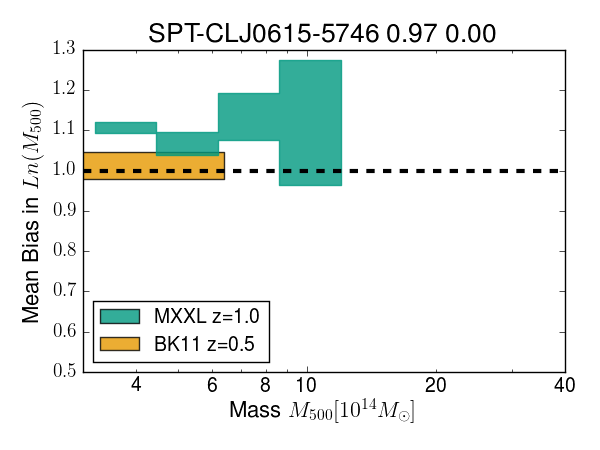 SPT-CLJ0615-5746 0.97 0.00
1.3
1.2
1.1
1.0
0.9
0.8
0.7
0.6
0.5
Mean Bias in Ln(M500)
MXXL z=1.0
BK11 z=0.5
4 6 8 10 20 40
Mass M500[10^14 M⊙]